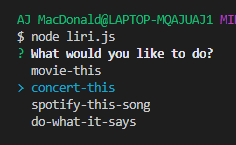 AJ MacDonald@LAPTOP-MQAJUAJ1 MI
$ node liri.js
? What would you like to do?
movie-this
> concert-this
spotify-this-song
do-what-it-says